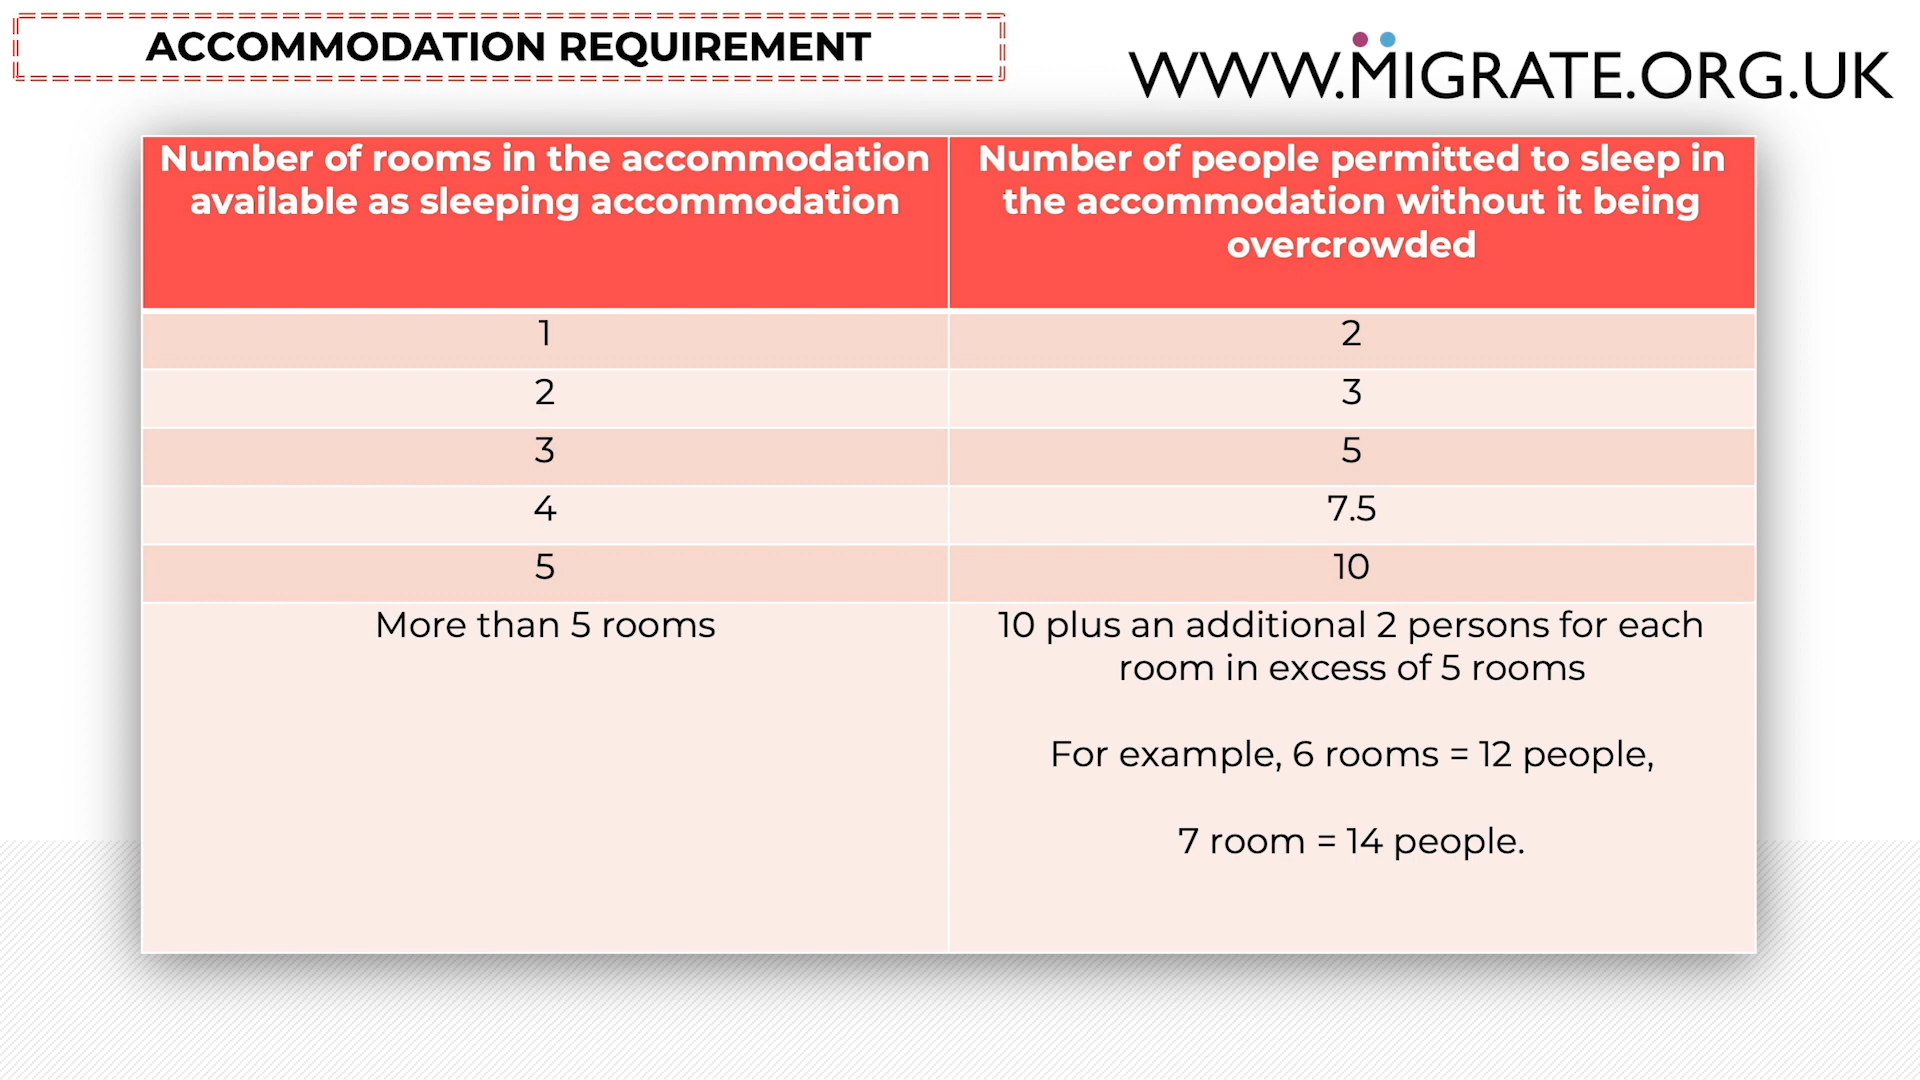 ACCOMMODATION REQUIREMENT
WWW.MIGRATE.ORG.UK
Number of rooms in the accommodation
available as sleeping accommodation
Number of people permitted to sleep in
the accommodation without it being
overcrowded
1
2
2
3
3
5
4
7.5
5
10
More than 5 rooms
10 plus an additional 2 persons for each
room in excess of 5 rooms
For example, 6 rooms = 12 people,
7 room = 14 people.